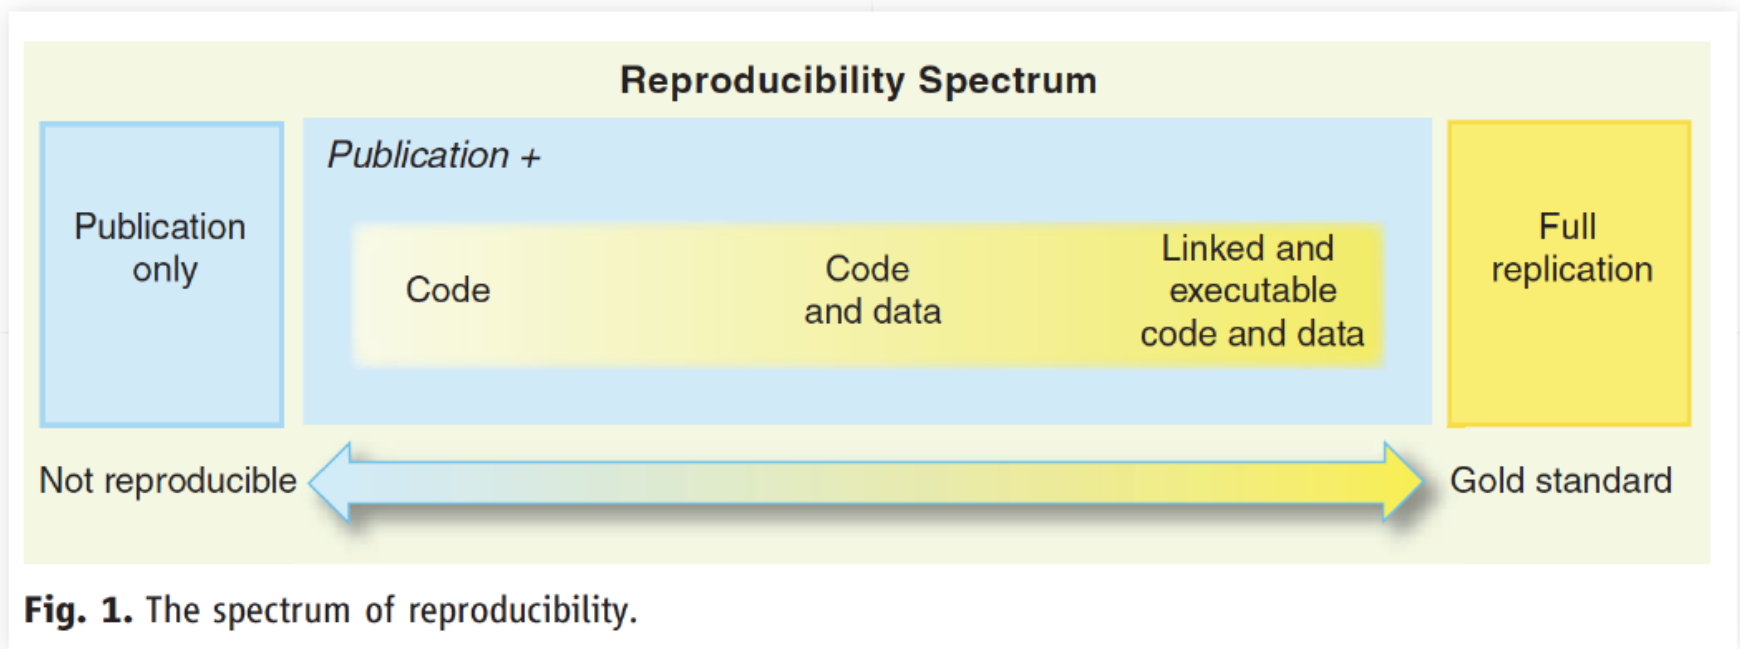 Reproducibility Spectrum
Publication
only
Publication +
Code
Code
and data
Linked and
executable
code and data
Full
replication
Not reproducible
Gold standard
Fig. 1. The spectrum of reproducibility.